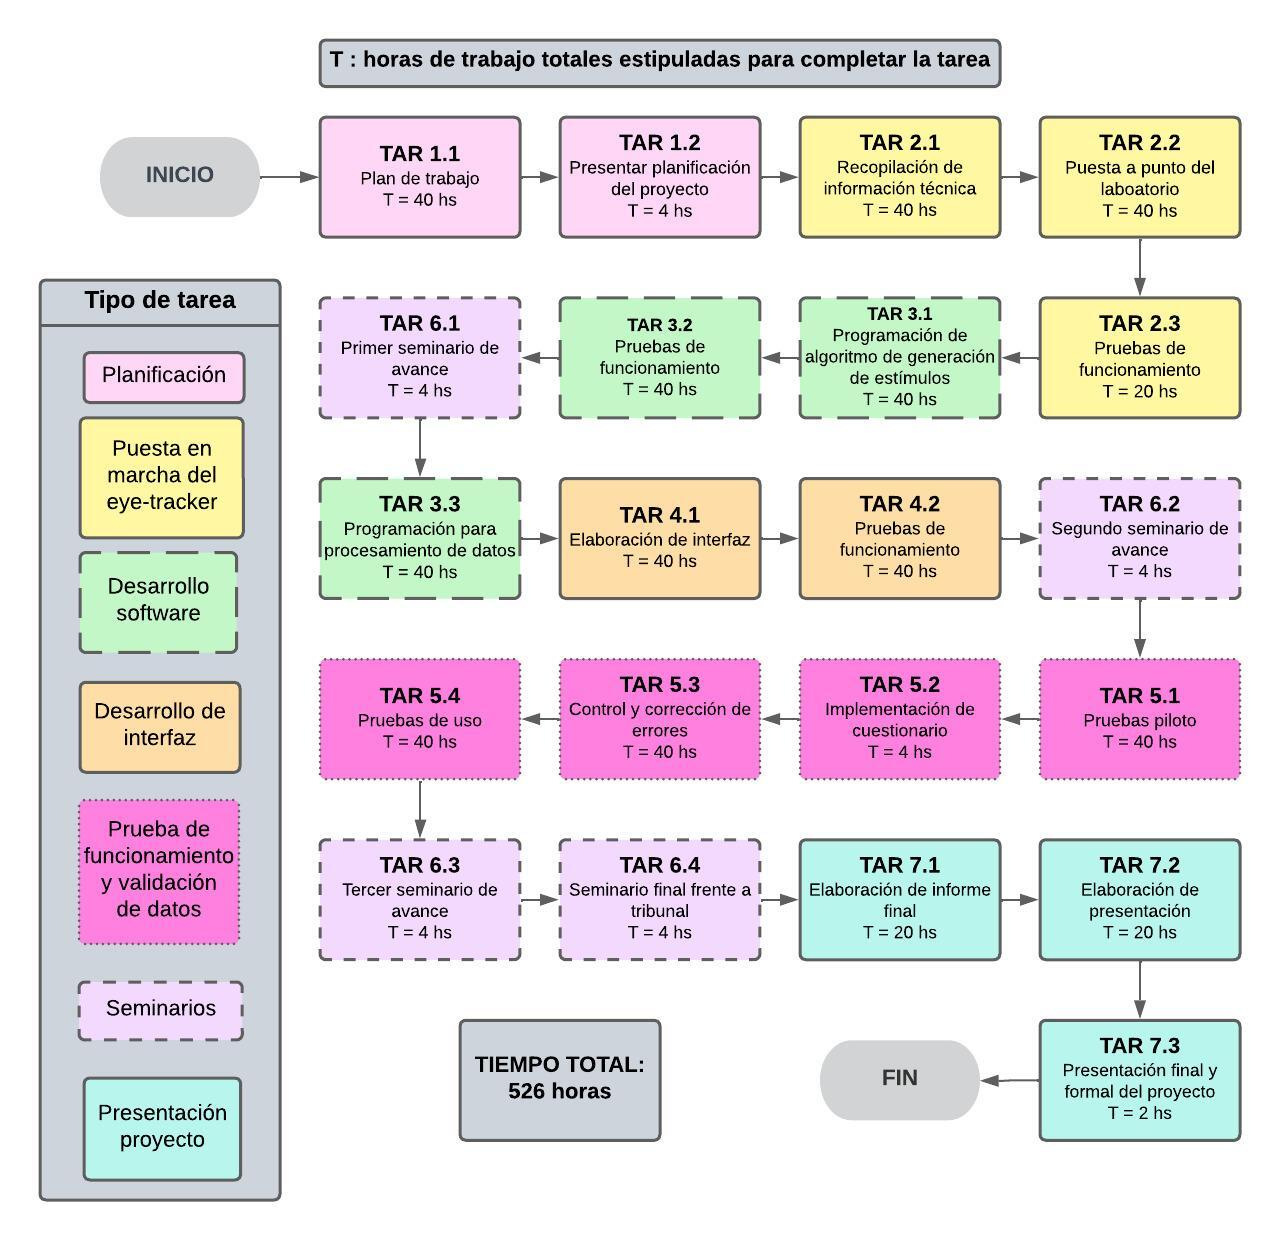 T : horas de trabajo totales estipuladas para completar la tarea
INICIO
TAR 1.1
Plan de trabajo
T = 40 hs
TAR 1.2
Presentar planificación
del proyecto
T = 4 hs
TAR 2.1
Recopilación de
información técnica
T = 40 hs
TAR 2.2
Puesta a punto del
laboatorio
T = 40 hs
TAR 2.3
Pruebas de
funcionamiento
T = 20 hs
TAR 3.1
Programación de
algoritmo de generación
de estímulos
T = 40 hs
TAR 3.2
Pruebas de
funcionamiento
T = 40 hs
TAR 6.1
Primer seminario de
avance
T = 4 hs
TAR 3.3
Programación para
procesamiento de datos
T = 40 hs
TAR 4.1
Elaboración de interfaz
T = 40 hs
TAR 4.2
Pruebas de
funcionamiento
T = 40 hs
TAR 6.2
Segundo seminario de
avance
T = 4 hs
TAR 5.1
Pruebas piloto
T = 40 hs
TAR 5.2
Implementación de
cuestionario
T = 4 hs
TAR 5.3
Control y corrección de
errores
T = 40 hs
TAR 5.4
Pruebas de uso
T = 40 hs
TAR 6.3
Tercer seminario de
avance
T = 4 hs
TAR 6.4
Seminario final frente a
tribunal
T = 4 hs
TAR 7.1
Elaboración de informe
final
T = 20 hs
TAR 7.2
Elaboración de
presentación
T = 20 hs
TAR 7.3
Presentación final y
formal del proyecto
T = 2 hs
FIN
TIEMPO TOTAL:
526 horas
Tipo de tarea
Planificación
Puesta en
marcha del
eye-tracker
Desarrollo
software
Desarrollo de
interfaz
Prueba de
funcionamiento
y validación
de datos
Seminarios
Presentación
proyecto